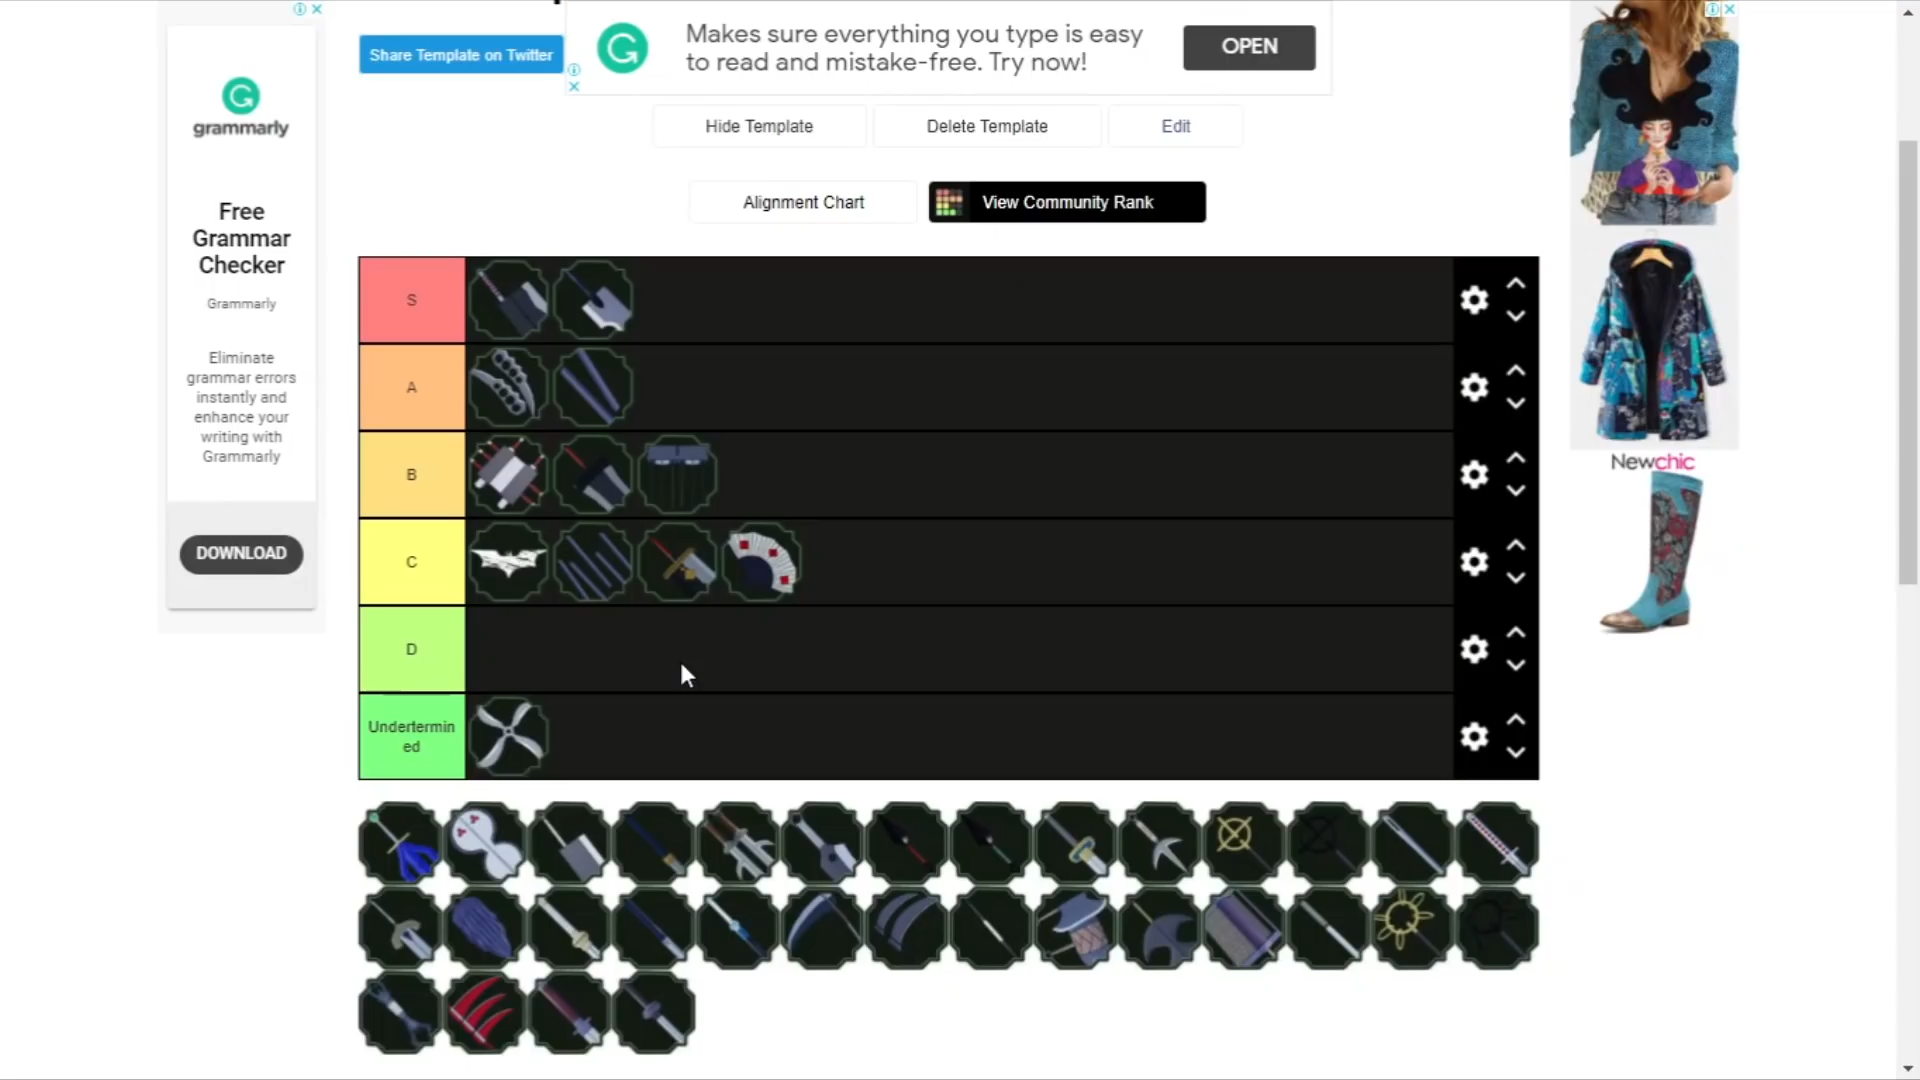 Share Template on Twitter
Makes sure everything you type is easy
to read and mistake-free. Try now!
OPEN
grammarly
Free
Grammar
Checker
Grammarly
Eliminate
grammar errors
instantly and
enhance your
writing with
Grammarly
DOWNLOAD
Hide Template
Delete Template
Edit
Alignment Chart
View Community Rank
S
A
B
C
D
Undertermin
ed
Newchic